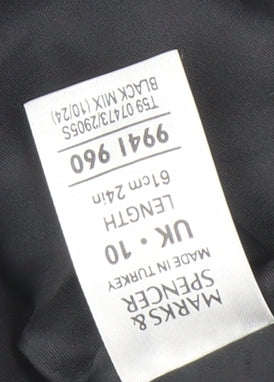 MARKS &
SPENCER
MADE IN TURKEY
UK • 10
LENGTH
61cm 24in
9941 960
T59 07473/2905S
BLACK MIX (10/24)